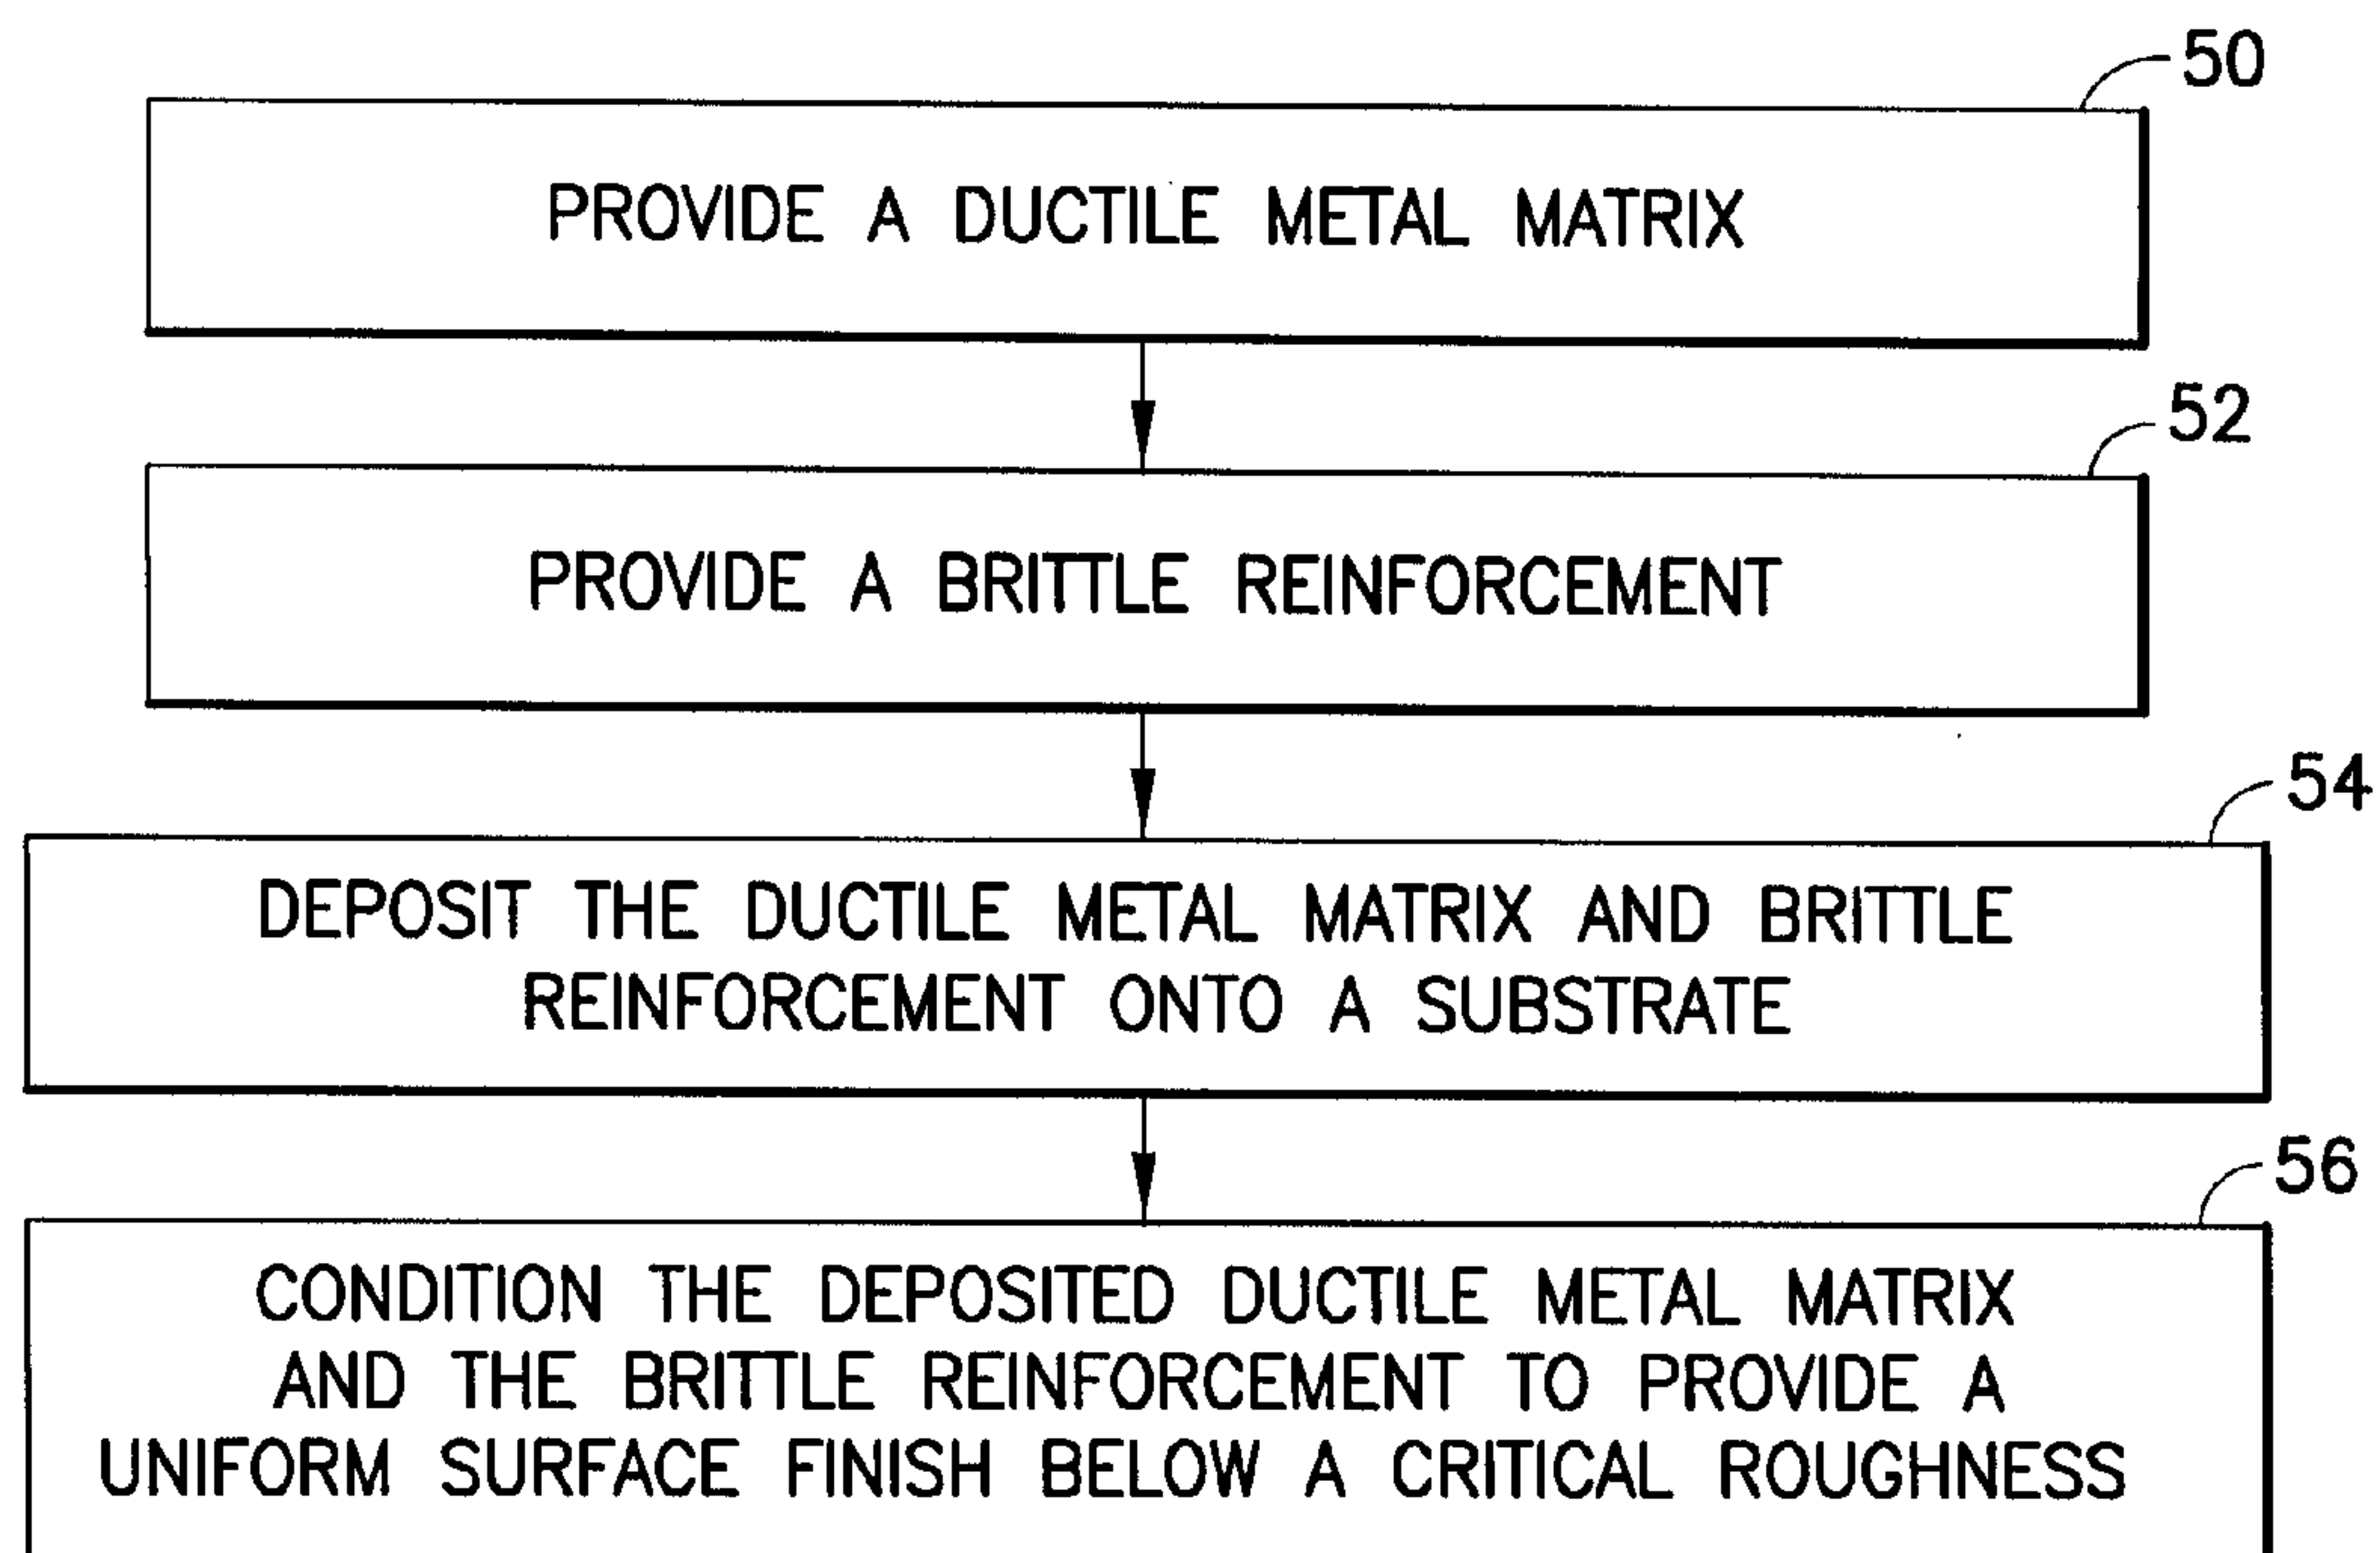 50
PROVIDE A DUCTILE METAL MATRIX
52
PROVIDE A BRITTLE REINFORCEMENT
54
DEPOSIT THE DUCTILE METAL MATRIX AND BRITTLE
REINFORCEMENT ONTO A SUBSTRATE
56
CONDITION THE DEPOSITED DUCTILE METAL MATRIX
AND THE BRITTLE REINFORCEMENT TO PROVIDE A
UNIFORM SURFACE FINISH BELOW A CRITICAL ROUGHNESS